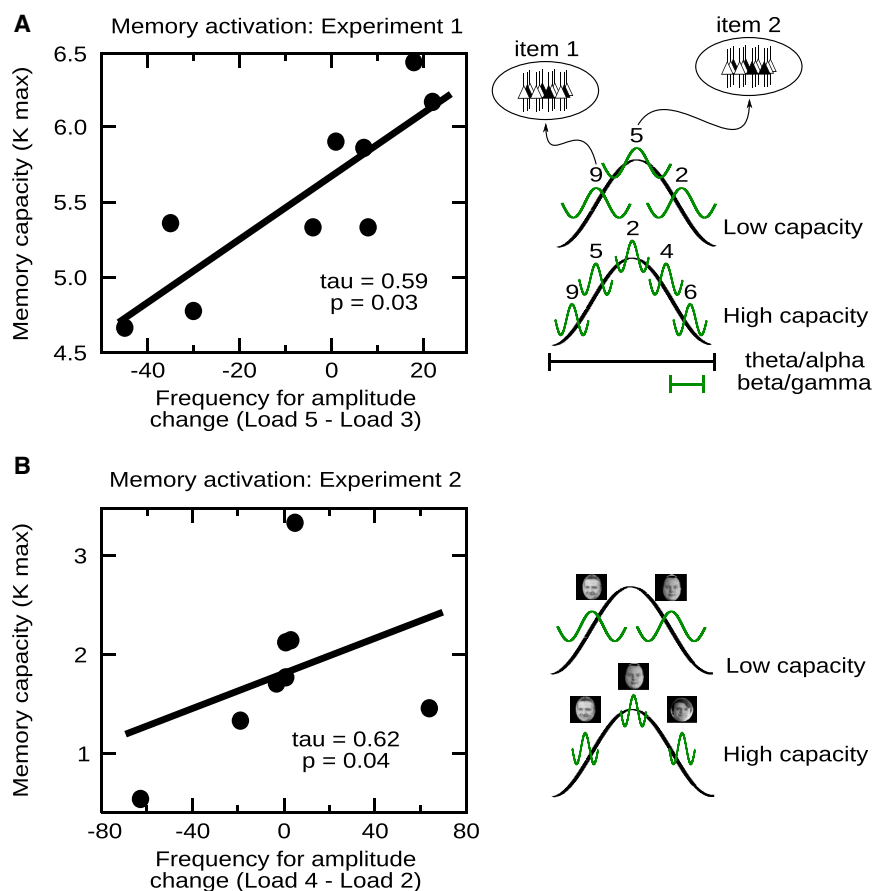 A
Memory activation: Experiment 1
Memory capacity (K max)
6.5
6.0
5.5
5.0
4.5
tau = 0.59
p = 0.03
-40
-20
0
20
Frequency for amplitude
change (Load 5 - Load 3)
item 1
item 2
5
9
2
Low capacity
2
5
4
9
6
High capacity
theta/alpha
beta/gamma
B
Memory activation: Experiment 2
Memory capacity (K max)
3
2
1
tau = 0.62
p = 0.04
-80
-40
0
40
80
Frequency for amplitude
change (Load 4 - Load 2)
Low capacity
High capacity